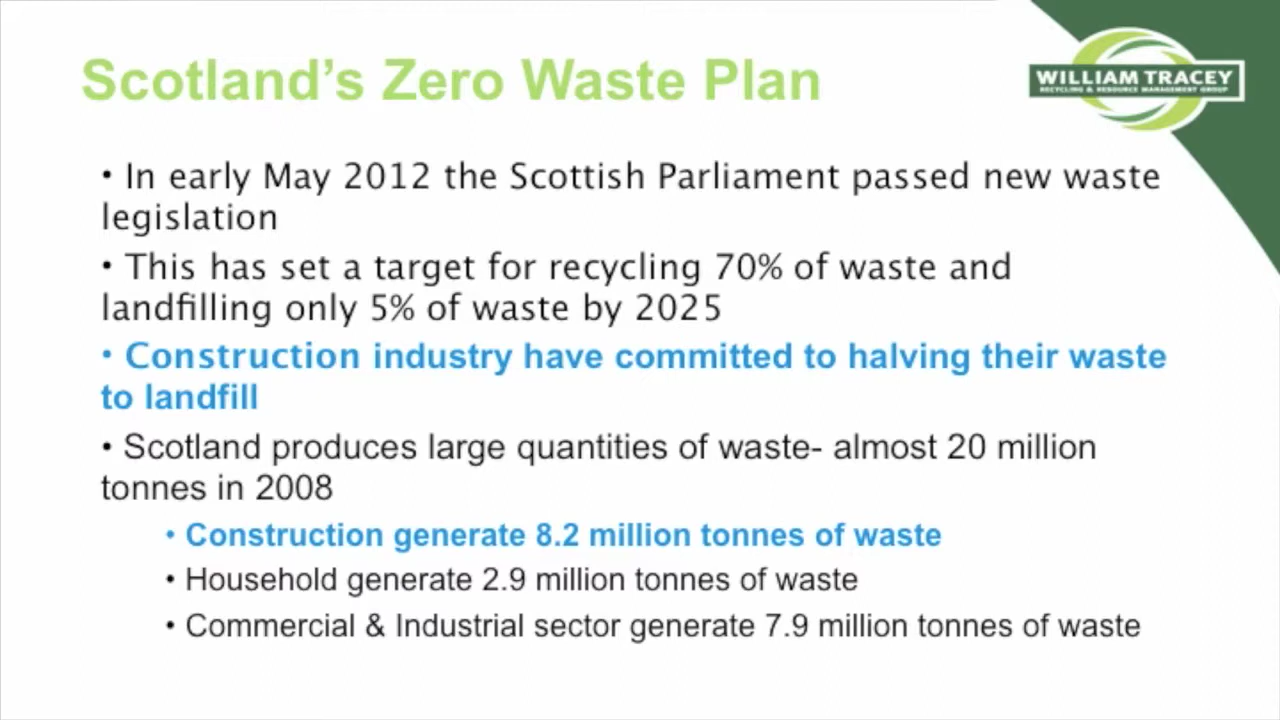 Scotland's Zero Waste Plan
WILLIAM TRACEY
RECYCLING & RESOURCE MANAGEMENT GROUP
• In early May 2012 the Scottish Parliament passed new waste
legislation
• This has set a target for recycling 70% of waste and
landfilling only 5% of waste by 2025
• Construction industry have committed to halving their waste
to landfill
• Scotland produces large quantities of waste- almost 20 million
tonnes in 2008
• Construction generate 8.2 million tonnes of waste
• Household generate 2.9 million tonnes of waste
• Commercial & Industrial sector generate 7.9 million tonnes of waste